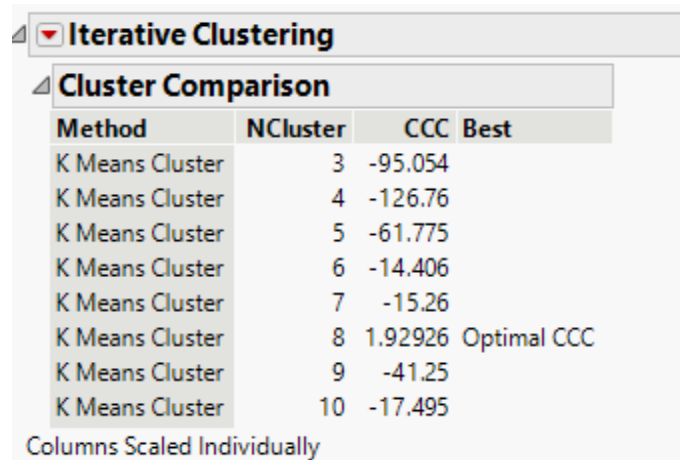 Iterative Clustering
Cluster Comparison
Method NCluster CCC Best
K Means Cluster 3 -95.054
K Means Cluster 4 -126.76
K Means Cluster 5 -61.775
K Means Cluster 6 -14.406
K Means Cluster 7 -15.26
K Means Cluster 8 1.92926 Optimal CCC
K Means Cluster 9 -41.25
K Means Cluster 10 -17.495
Columns Scaled Individually